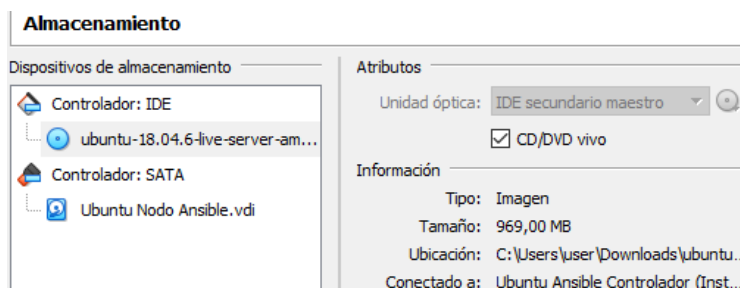 Almacenamiento
Dispositivos de almacenamiento
Controlador: IDE
ubuntu-18.04.6-live-server-am...
Controlador: SATA
Ubuntu Nodo Ansible.vdi
Atributos
Unidad óptica: IDE secundario maestro
CD/DVD vivo
Información
Tipo: Imagen
Tamaño: 969,00 MB
Ubicación: C:\Users\user\Downloads\ubuntu...
Conectado a: Ubuntu Ansible Controlador (Inst...